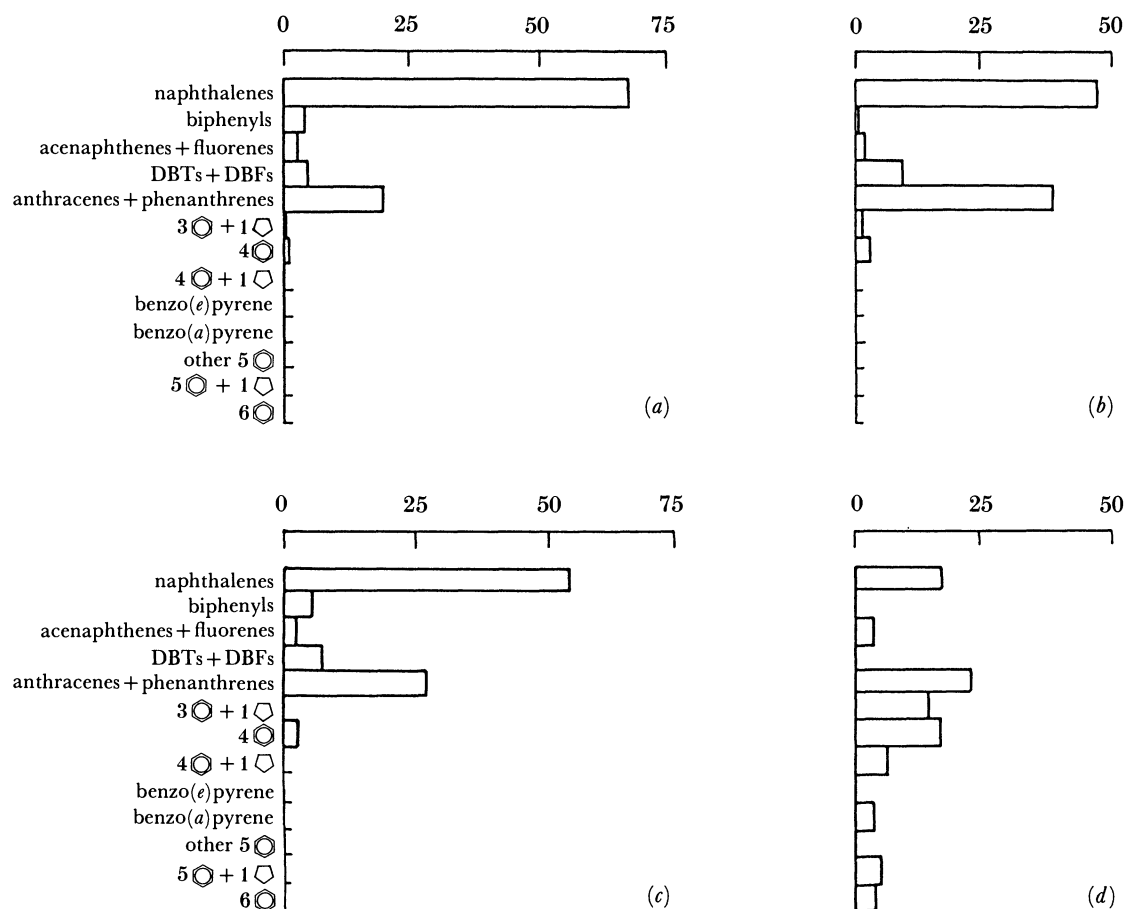 0 25 50 75
0 25 50
naphthalenes
biphenyls
acenaphthenes + fluorenes
DBTs + DBFs
anthracenes + phenanthrenes
3 + 1
4
4 + 1
benzo(e)pyrene
benzo(a)pyrene
other 5
5 + 1
6
(a)
(b)
0 25 50 75
0 25 50
naphthalenes
biphenyls
acenaphthenes + fluorenes
DBTs + DBFs
anthracenes + phenanthrenes
3 + 1
4
4 + 1
benzo(e)pyrene
benzo(a)pyrene
other 5
5 + 1
6
(c)
(d)